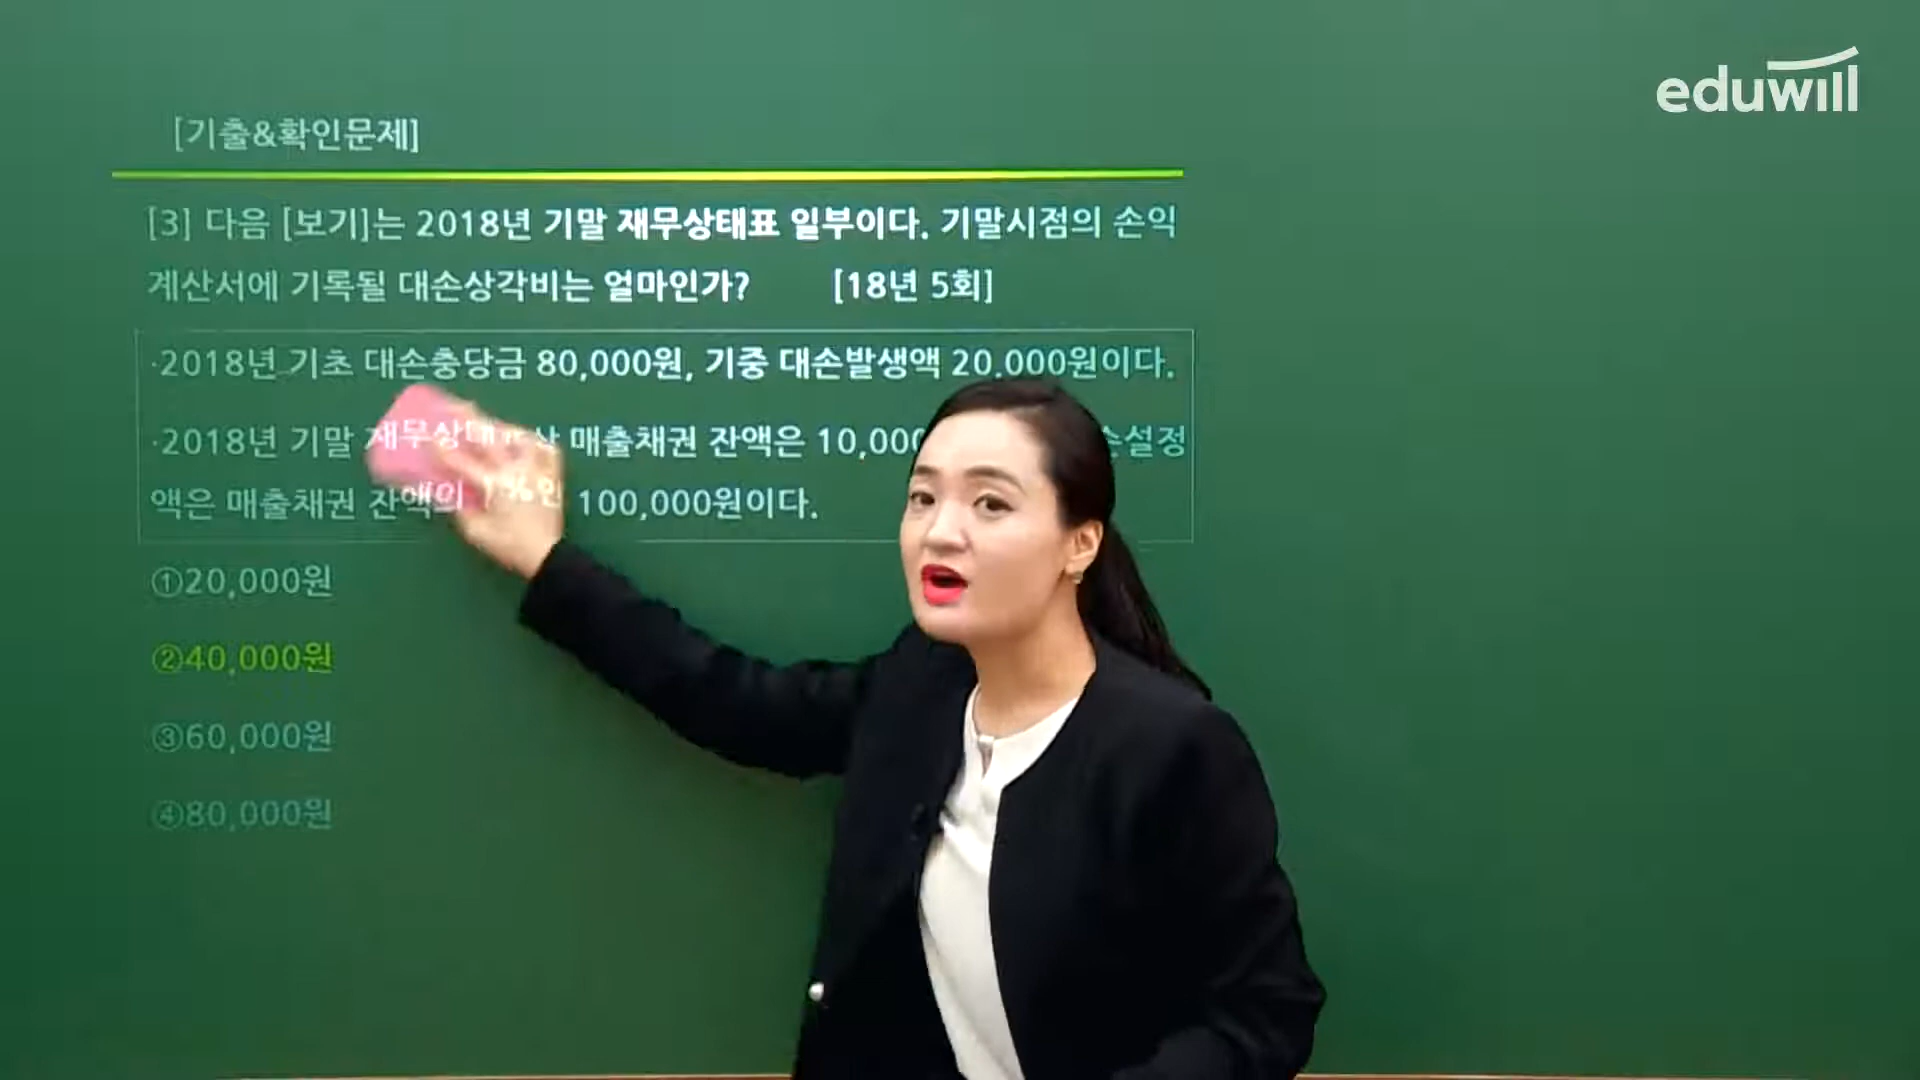 eduwill
[기출&확인문제]
[3] 다음 [보기]는 2018년 기말 재무상태표 일부이다. 기말시점의 손익
계산서에 기록될 대손상각비는 얼마인가? [18년 5회]
·2018년 기초 대손충당금 80,000원, 기중 대손발생액 20,000원이다.
·2018년 기말 매출채권 잔액은 10,000 손설정
액은 매출채권 잔액의 1%인 100,000원이다.
①20,000원
②40,000원
③60,000원
④80,000원